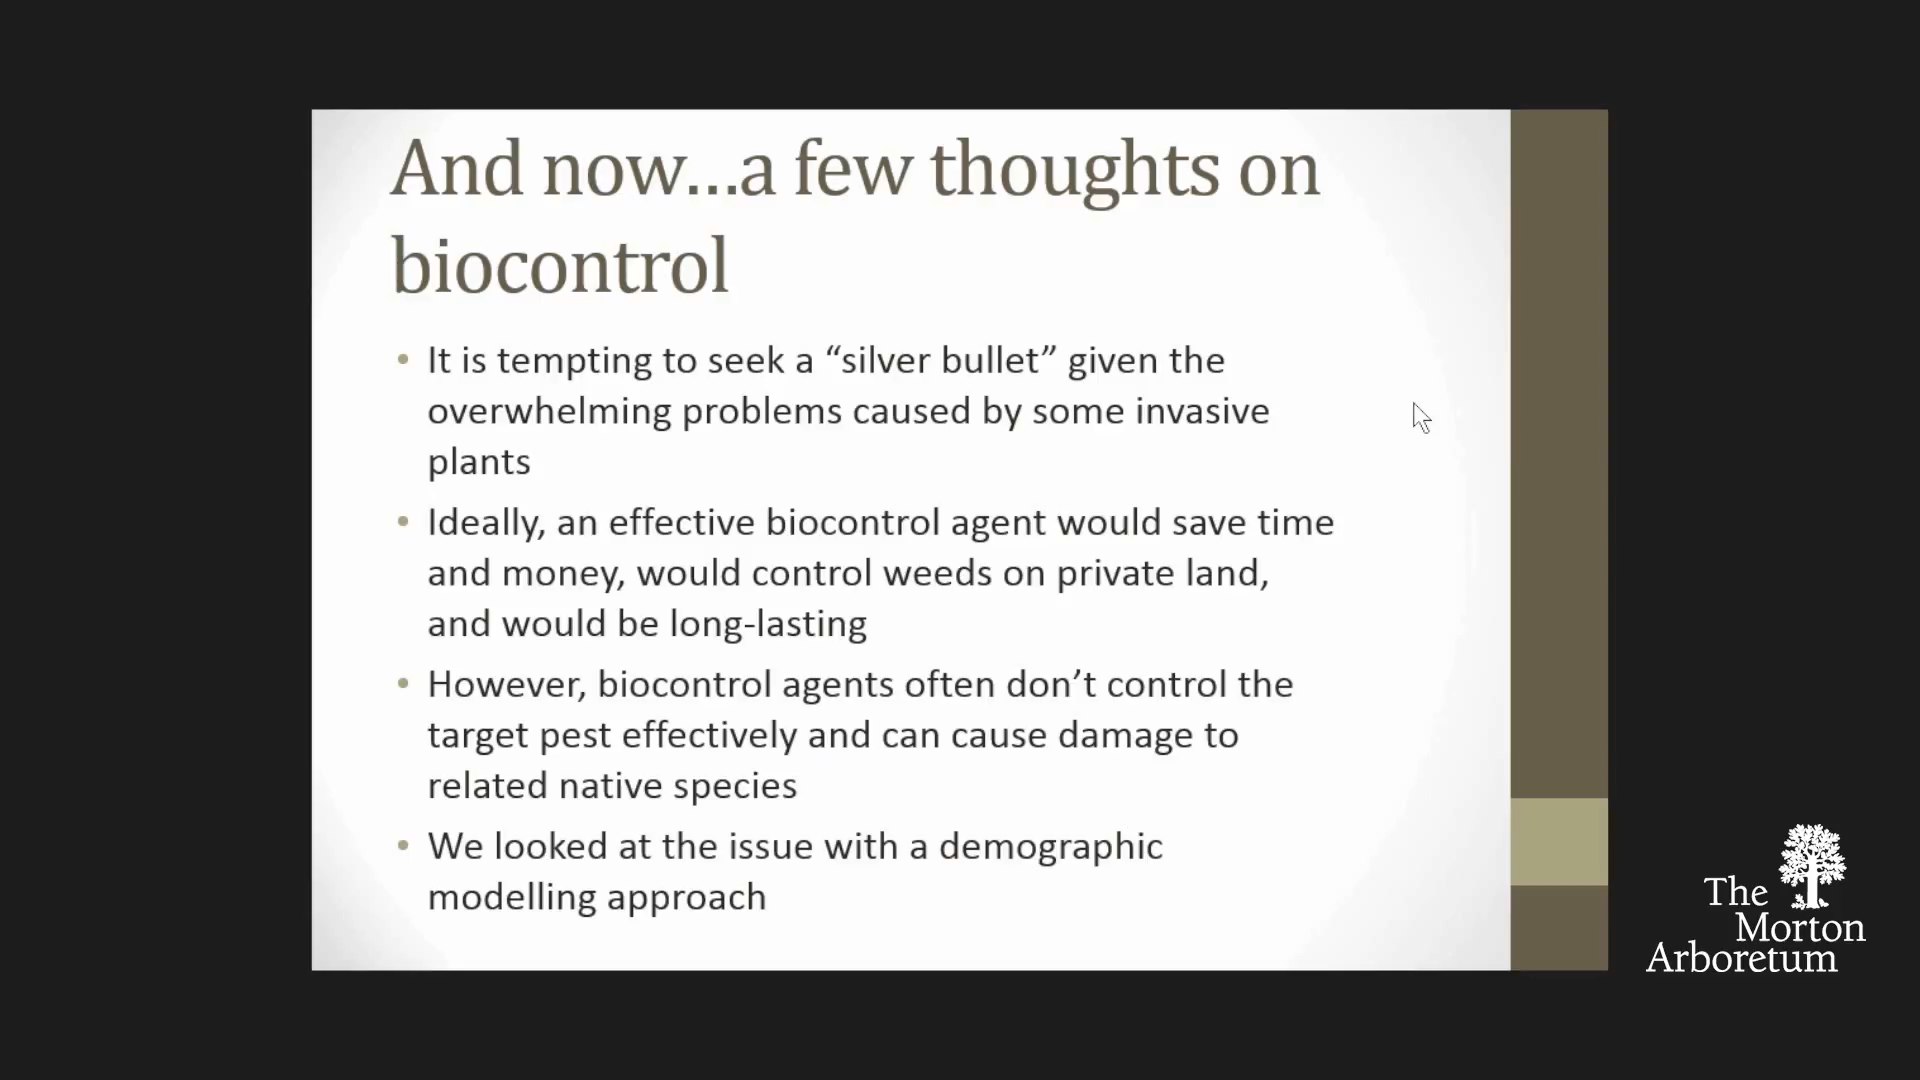 And now...a few thoughts on
biocontrol
• It is tempting to seek a “silver bullet” given the
overwhelming problems caused by some invasive
plants
• Ideally, an effective biocontrol agent would save time
and money, would control weeds on private land,
and would be long-lasting
• However, biocontrol agents often don’t control the
target pest effectively and can cause damage to
related native species
• We looked at the issue with a demographic
modelling approach
The
Morton
Arboretum